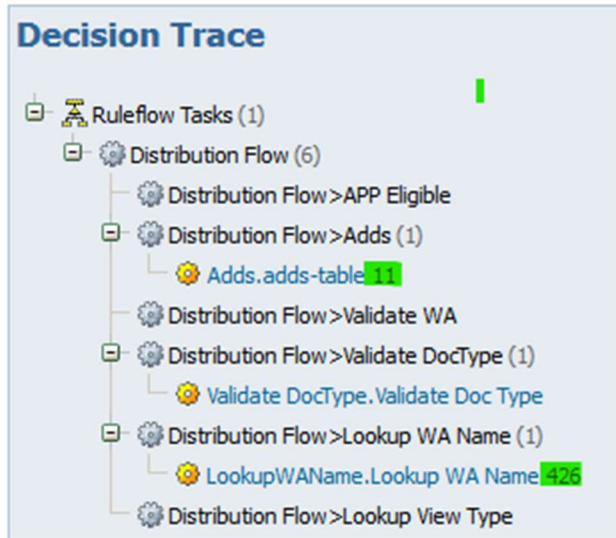 Decision Trace
Ruleflow Tasks (1)
Distribution Flow (6)
Distribution Flow>APP Eligible
Distribution Flow>Adds (1)
Adds.adds-table 11
Distribution Flow>Validate WA
Distribution Flow>Validate DocType (1)
Validate DocType.Validate Doc Type
Distribution Flow>Lookup WA Name (1)
LookupWAName.Lookup WA Name 426
Distribution Flow>Lookup View Type